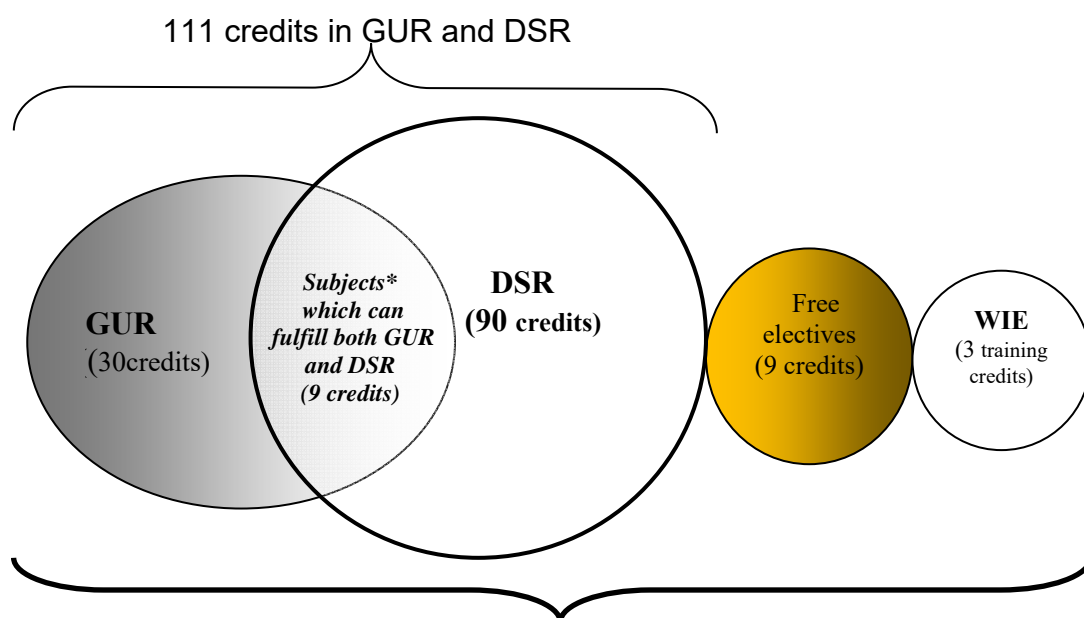 111 credits in GUR and DSR
GUR
(30credits)
Subjects*
which can
fulfill both GUR
and DSR
(9 credits)
DSR
(90 credits)
Free
electives
(9 credits)
WIE
(3 training
credits)